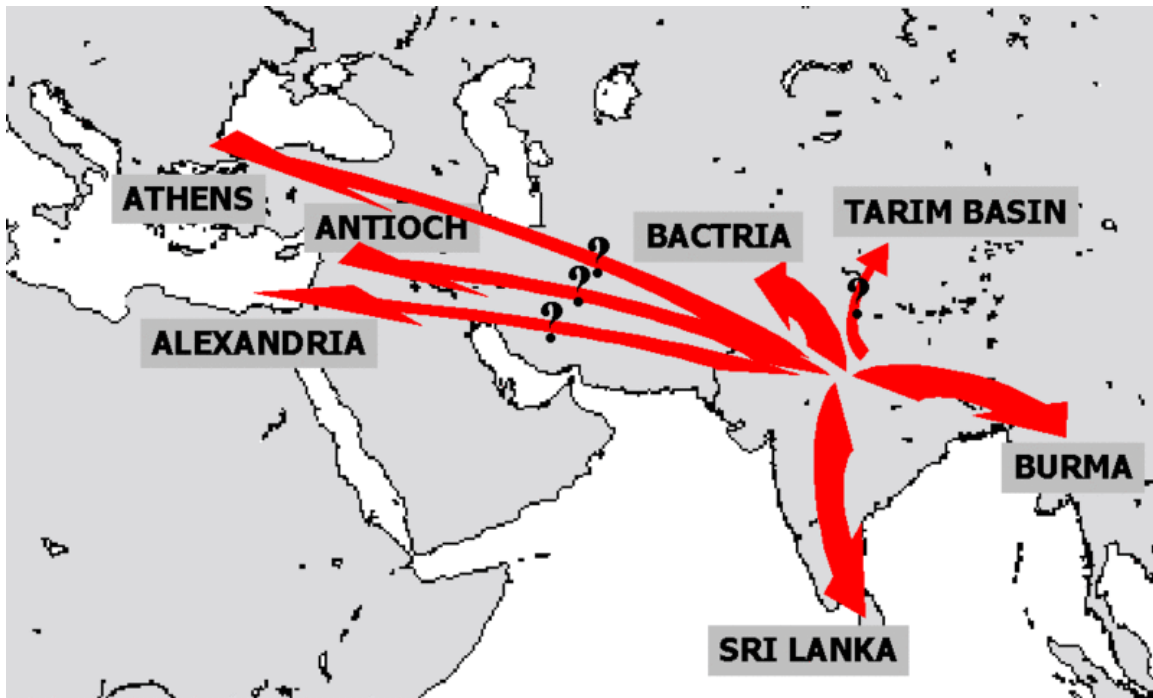 ATHENS
ANTIOCH
BACTRIA
TARIM BASIN
?
?
?
?
ALEXANDRIA
BURMA
SRI LANKA